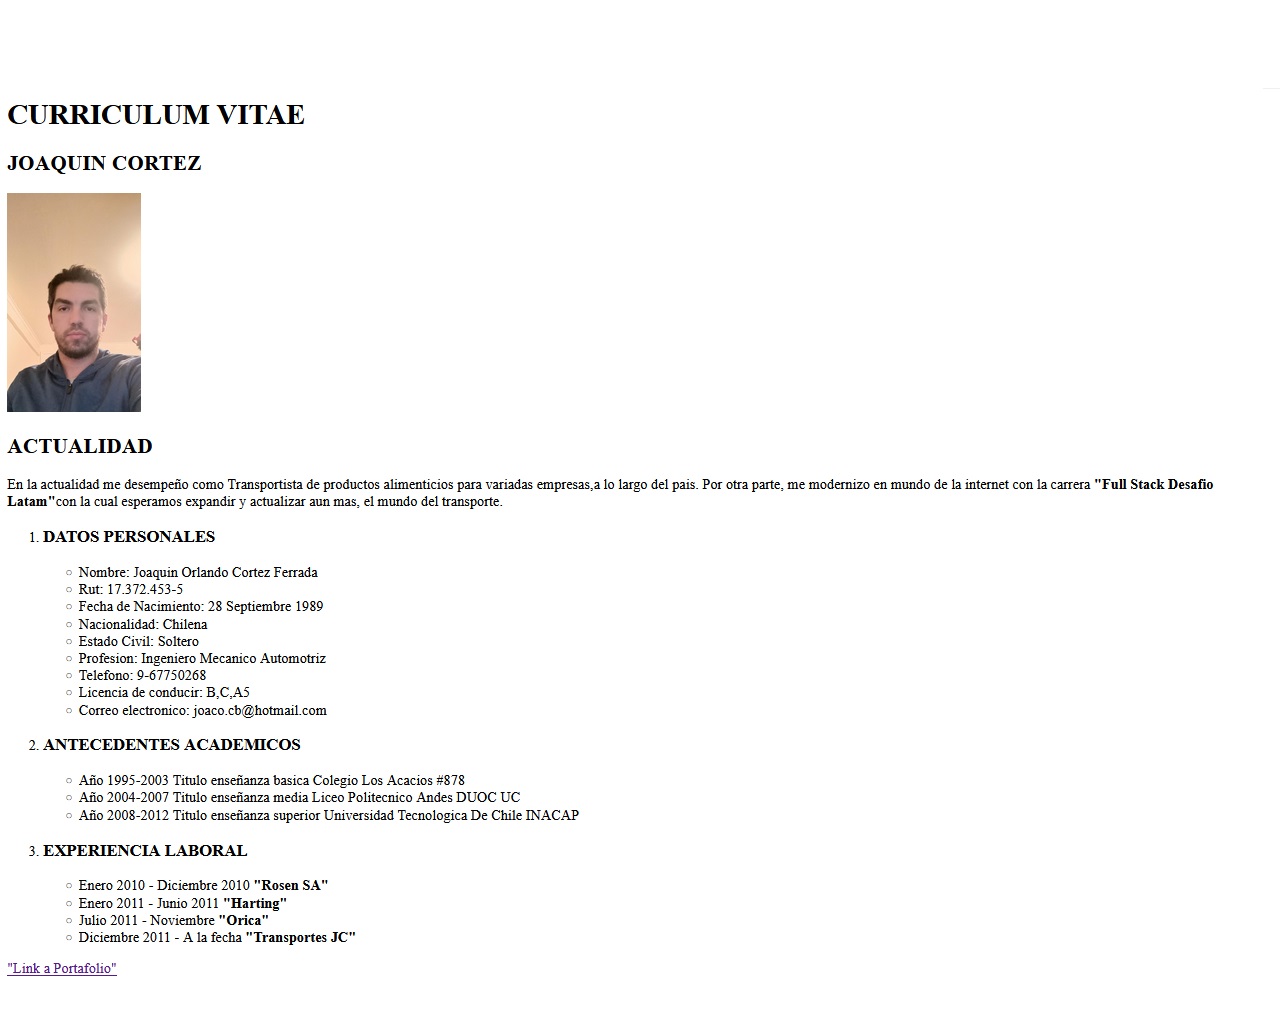 CURRICULUM VITAE
JOAQUIN CORTEZ
ACTUALIDAD
En la actualidad me desempeño como Transportista de productos alimenticios para variadas empresas,a lo largo del pais. Por otra parte, me modernizo en mundo de la internet con la carrera "Full Stack Desafio
Latam"con la cual esperamos expandir y actualizar aun mas, el mundo del transporte.
1. DATOS PERSONALES
○ Nombre: Joaquin Orlando Cortez Ferrada
○ Rut: 17.372.453-5
○ Fecha de Nacimiento: 28 Septiembre 1989
○ Nacionalidad: Chilena
○ Estado Civil: Soltero
○ Profesion: Ingeniero Mecanico Automotriz
○ Telefono: 9-67750268
○ Licencia de conducir: B,C,A5
○ Correo electronico: joaco.cb@hotmail.com
2. ANTECEDENTES ACADEMICOS
○ Año 1995-2003 Titulo enseñanza basica Colegio Los Acacios #878
○ Año 2004-2007 Titulo enseñanza media Liceo Politecnico Andes DUOC UC
○ Año 2008-2012 Titulo enseñanza superior Universidad Tecnologica De Chile INACAP
3. EXPERIENCIA LABORAL
○ Enero 2010 - Diciembre 2010 "Rosen SA"
○ Enero 2011 - Junio 2011 "Harting"
○ Julio 2011 - Noviembre "Orica"
○ Diciembre 2011 - A la fecha "Transportes JC"
"Link a Portafolio"